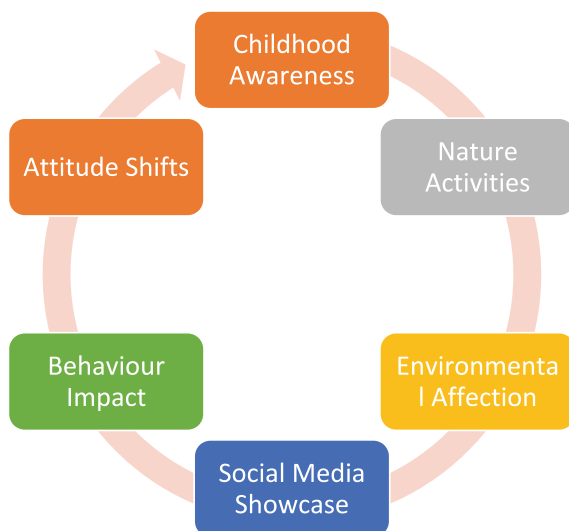 Childhood
Awareness
Nature
Activities
Environmenta
l Affection
Social Media
Showcase
Behaviour
Impact
Attitude Shifts